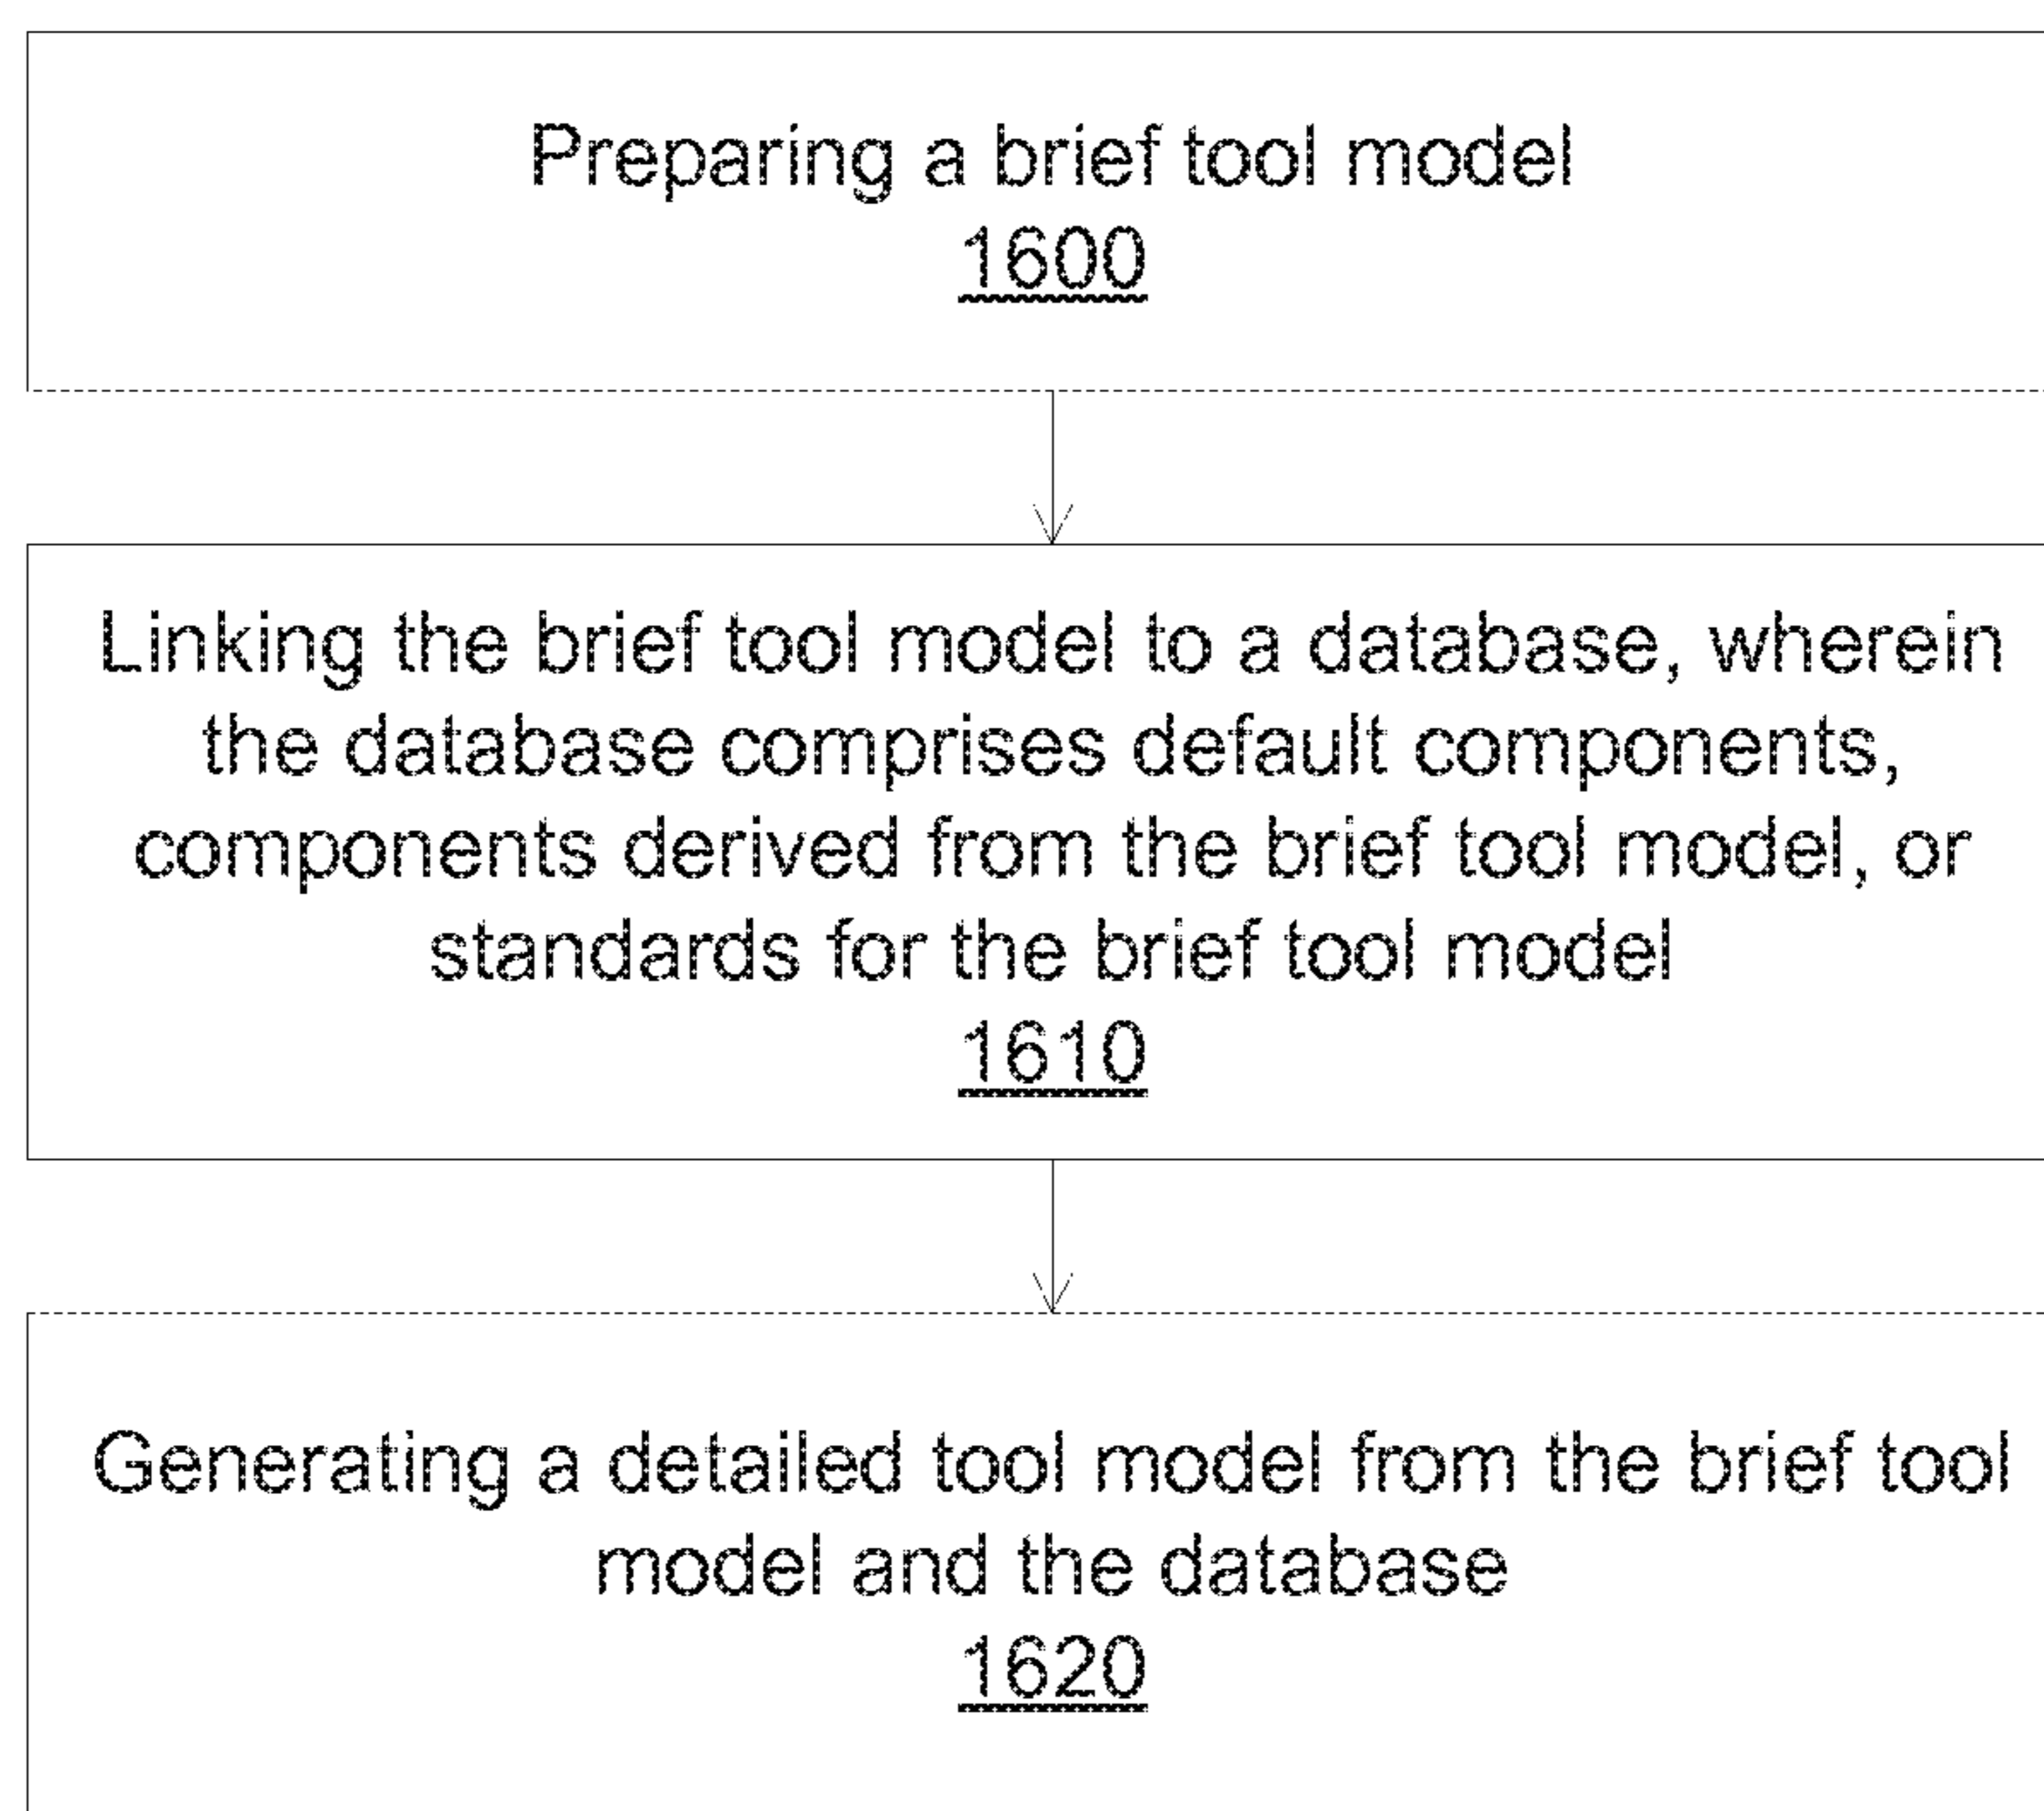 Preparing a brief tool model
1600
Linking the brief tool model to a database, wherein
the database comprises default components,
components derived from the brief tool model, or
standards for the brief tool model
1610
Generating a detailed tool model from the brief tool
model and the database
1620